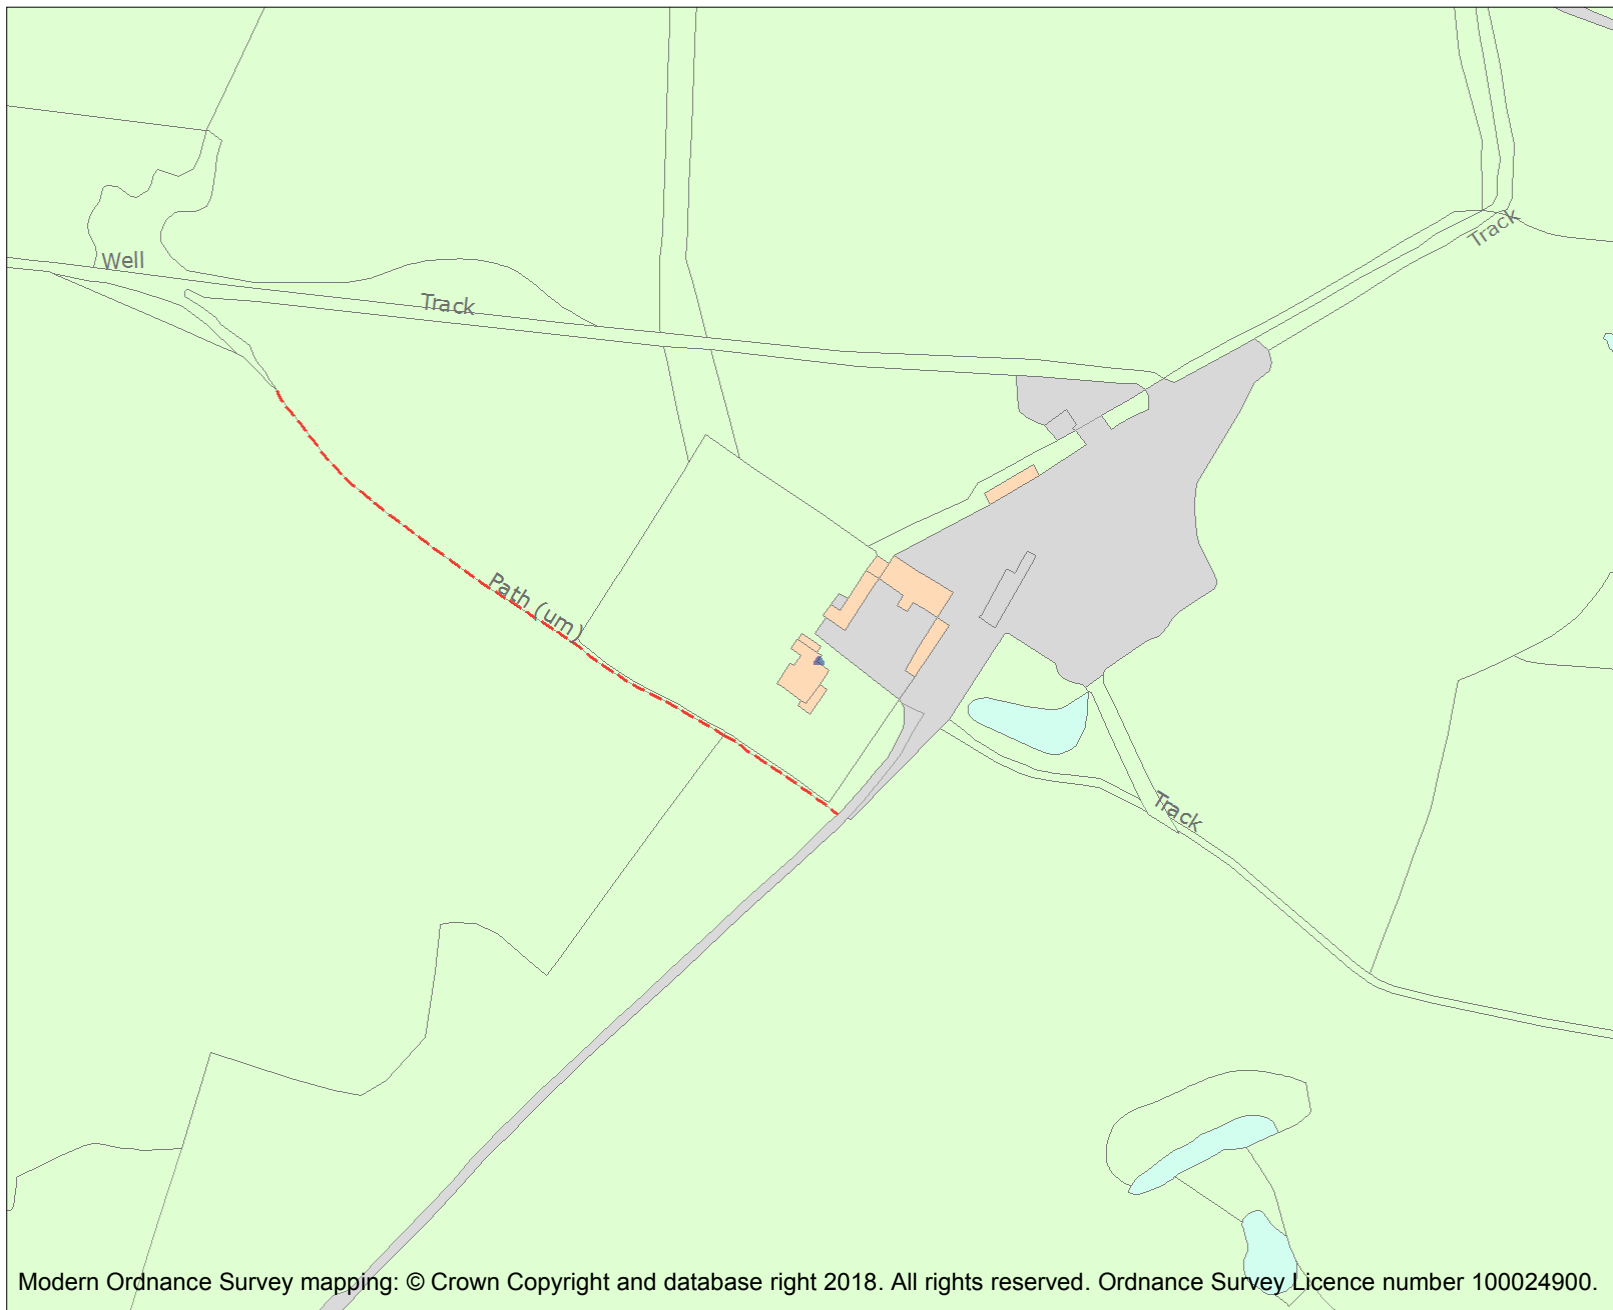 Track
Well
Track
Path (um)
Track
Modern Ordnance Survey mapping: © Crown Copyright and database right 2018. All rights reserved. Ordnance Survey Licence number 100024900.